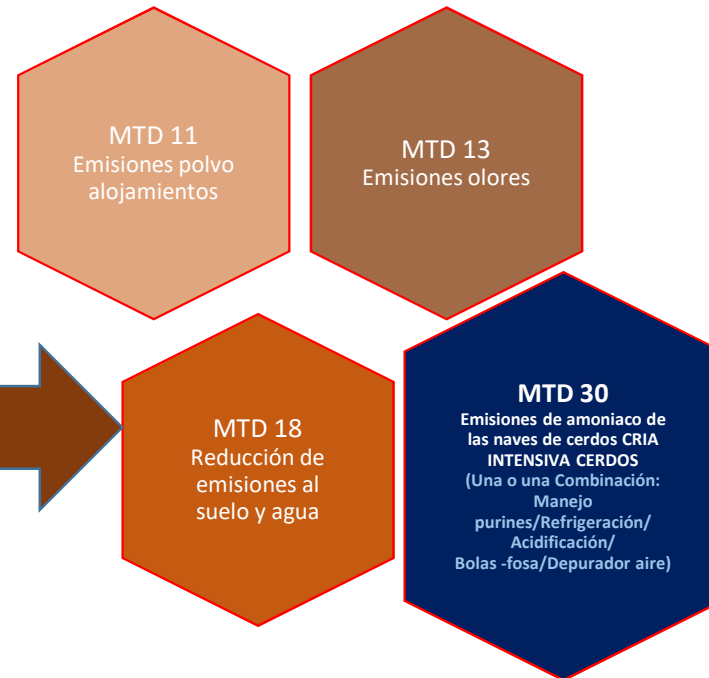 MTD 11
Emisiones polvo
alojamientos
MTD 13
Emisiones olores
MTD 18
Reducción de
emisiones al
suelo y agua
MTD 30
Emisiones de amoniaco de
las naves de cerdos CRIA
INTENSIVA CERDOS
(Una o una Combinación:
Manejo
purines/Refrigeración/
Acidificación/
Bolas -fosa/Depurador aire)